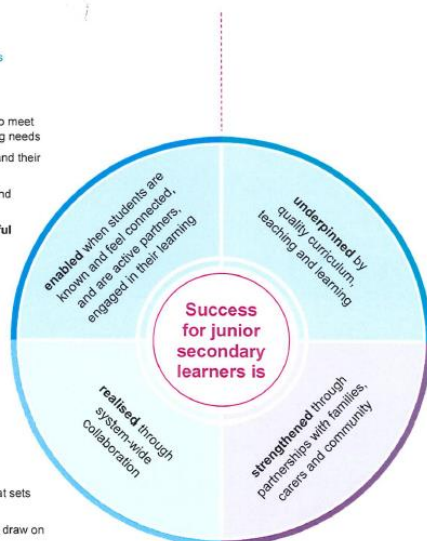 s
o meet
g needs
and their
nd
ful
at sets
draw on
enabled when students are
known and feel connected,
and are active partners,
engaged in their learning
underpinned by
quality curriculum,
teaching and learning
Success
for junior
secondary
learners is
realised through
system-wide
collaboration
strengthened through
partnerships with families,
carers and community